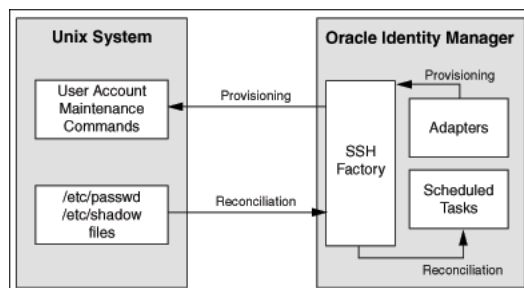 Unix System
User Account
Maintenance
Commands
/etc/passwd
/etc/shadow
files
Provisioning
Reconciliation
Oracle Identity Manager
Provisioning
SSH
Factory
Adapters
Scheduled
Tasks
Reconciliation